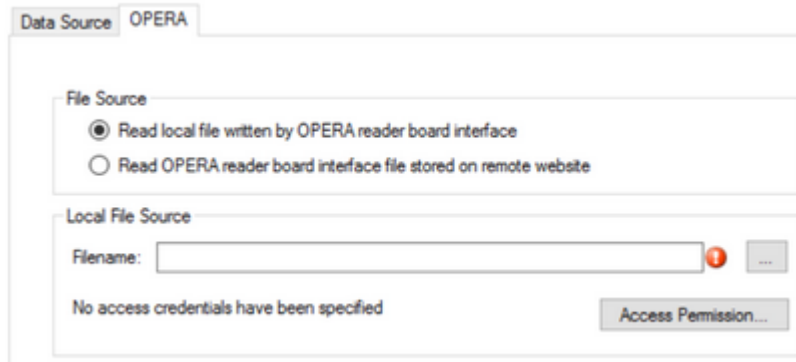 Data Source OPERA
File Source
Read local file written by OPERA reader board interface
Read OPERA reader board interface file stored on remote website
Local File Source
Filename: ! ...
No access credentials have been specified Access Permission...